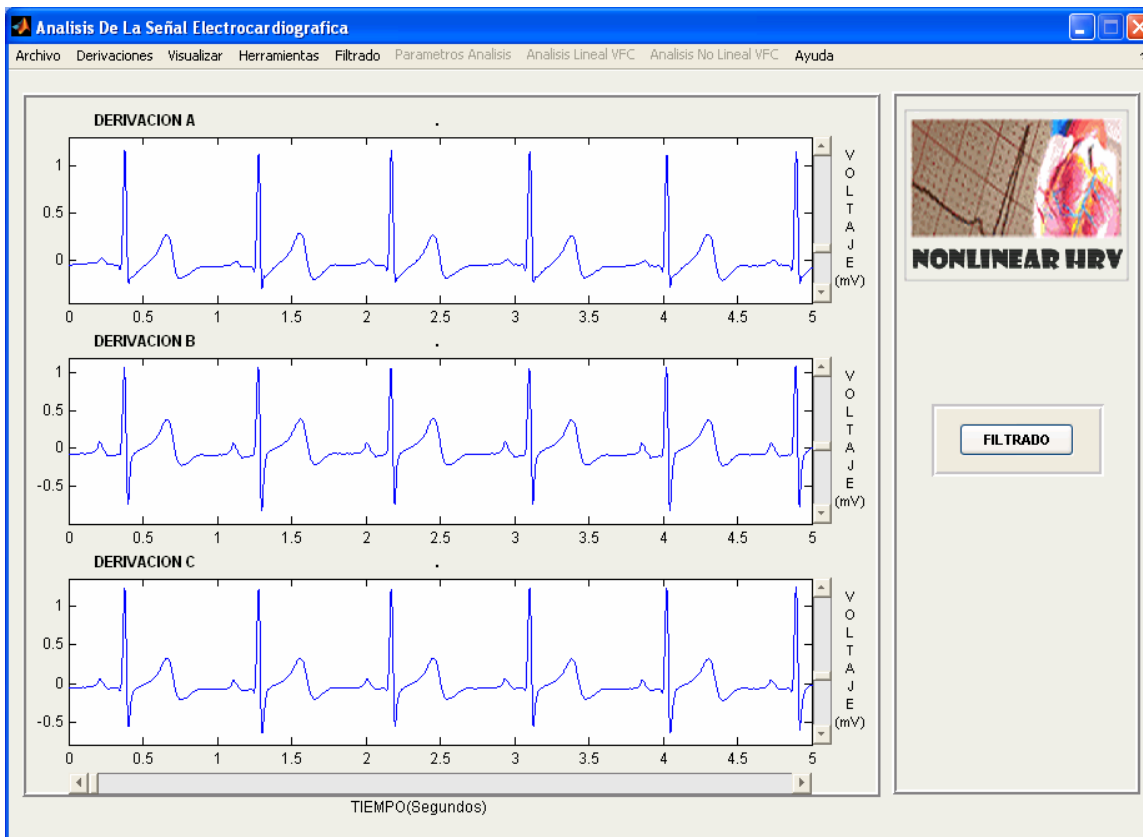 Analisis De La Señal Electrocardiografica
Archivo Derivaciones Visualizar Herramientas Filtrado Parametros Analisis Analisis Lineal VFC Analisis No Lineal VFC Ayuda
DERIVACION A
1
0.5
0
0 0.5 1 1.5 2 2.5 3 3.5 4 4.5 5
VOLTAJE
(mV)
DERIVACION B
1
0.5
0
-0.5
0 0.5 1 1.5 2 2.5 3 3.5 4 4.5 5
VOLTAJE
(mV)
DERIVACION C
1
0.5
0
-0.5
0 0.5 1 1.5 2 2.5 3 3.5 4 4.5 5
VOLTAJE
(mV)
TIEMPO(Segundos)
NONLINEAR HRV
FILTRADO